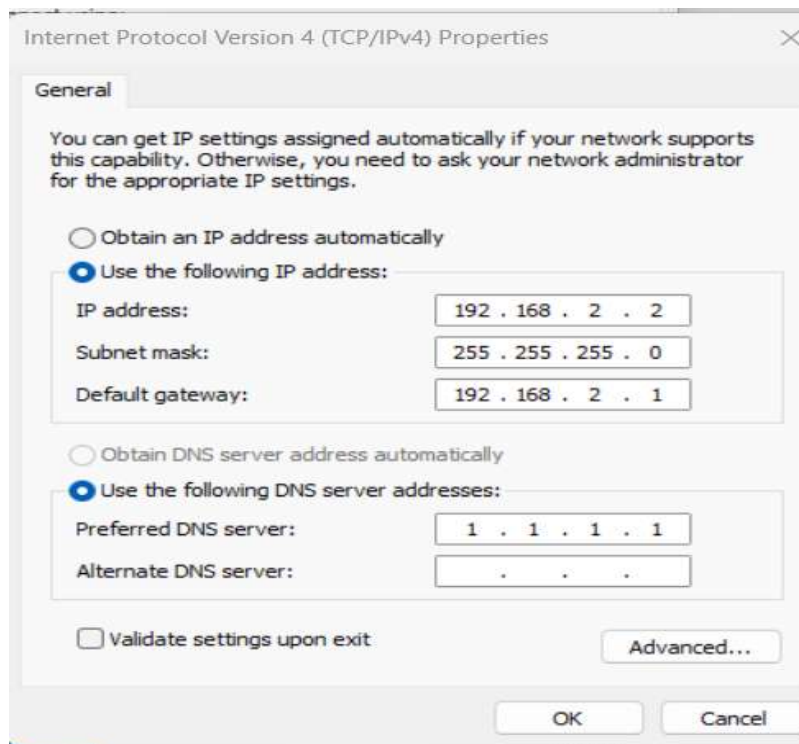 Internet Protocol Version 4 (TCP/IPv4) Properties
General
You can get IP settings assigned automatically if your network supports
this capability. Otherwise, you need to ask your network administrator
for the appropriate IP settings.
Obtain an IP address automatically
Use the following IP address:
IP address: 192 . 168 . 2 . 2
Subnet mask: 255 . 255 . 255 . 0
Default gateway: 192 . 168 . 2 . 1
Obtain DNS server address automatically
Use the following DNS server addresses:
Preferred DNS server: 1 . 1 . 1 . 1
Alternate DNS server: . . .
Validate settings upon exit
Advanced...
OK Cancel